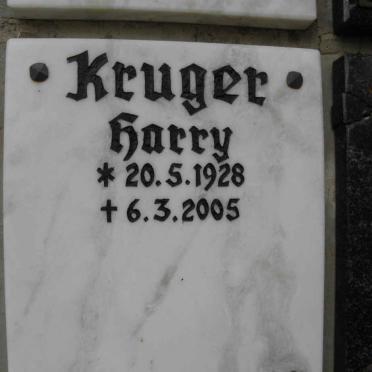 Kruger
Harry
* 20.5.1928
† 6.3.2005